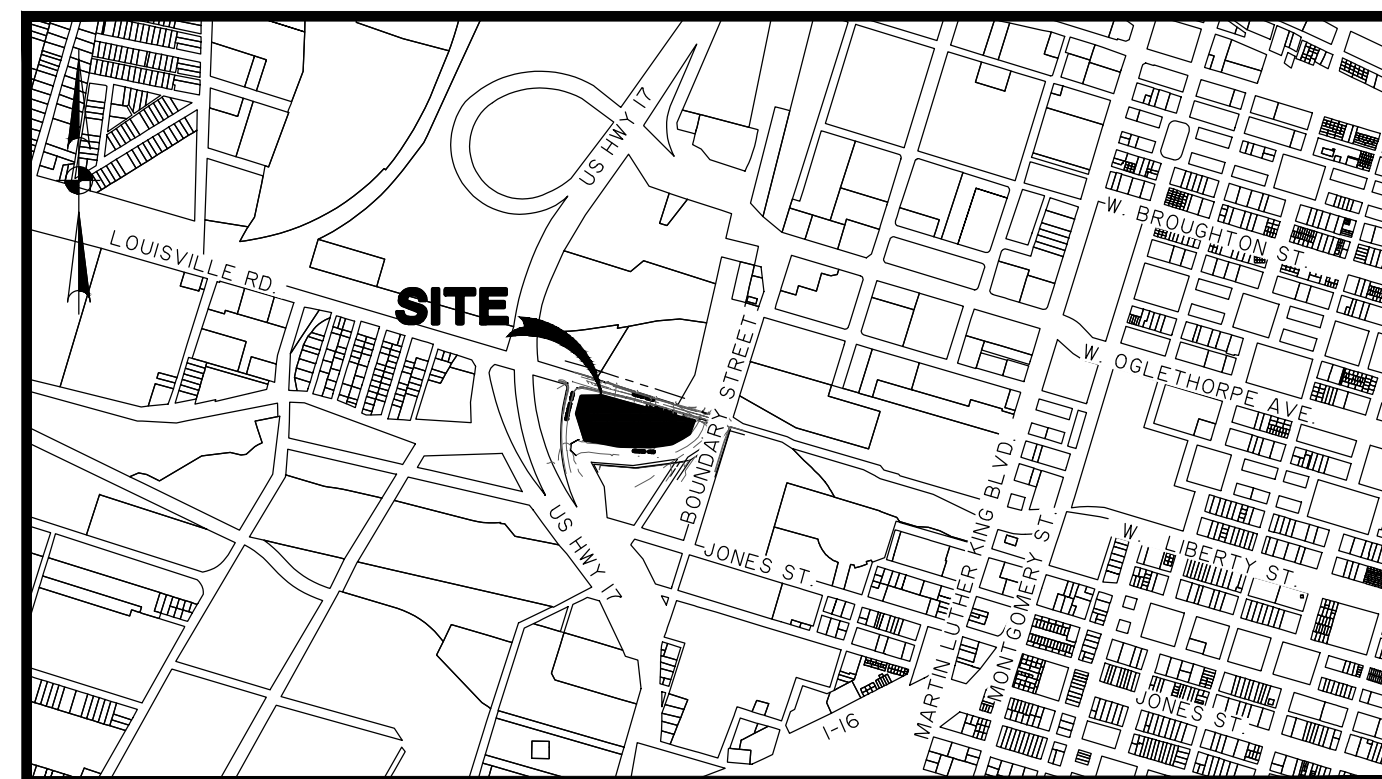 US HWY 17
LOUISVILLE RD.
SITE
W. BROUGHTON ST.
W. OGLETHORPE AVE.
BOUNDARY STREET
US HWY 17
JONES ST.
MARTIN LUTHER KING BLVD.
MONTGOMERY ST.
W. LIBERTY ST.
JONES ST.
I-16